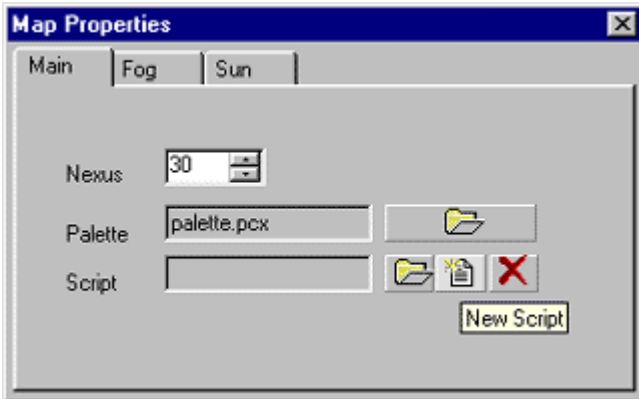 Map Properties
Main Fog Sun
Nexus 30
Palette palette.pcx
Script
New Script